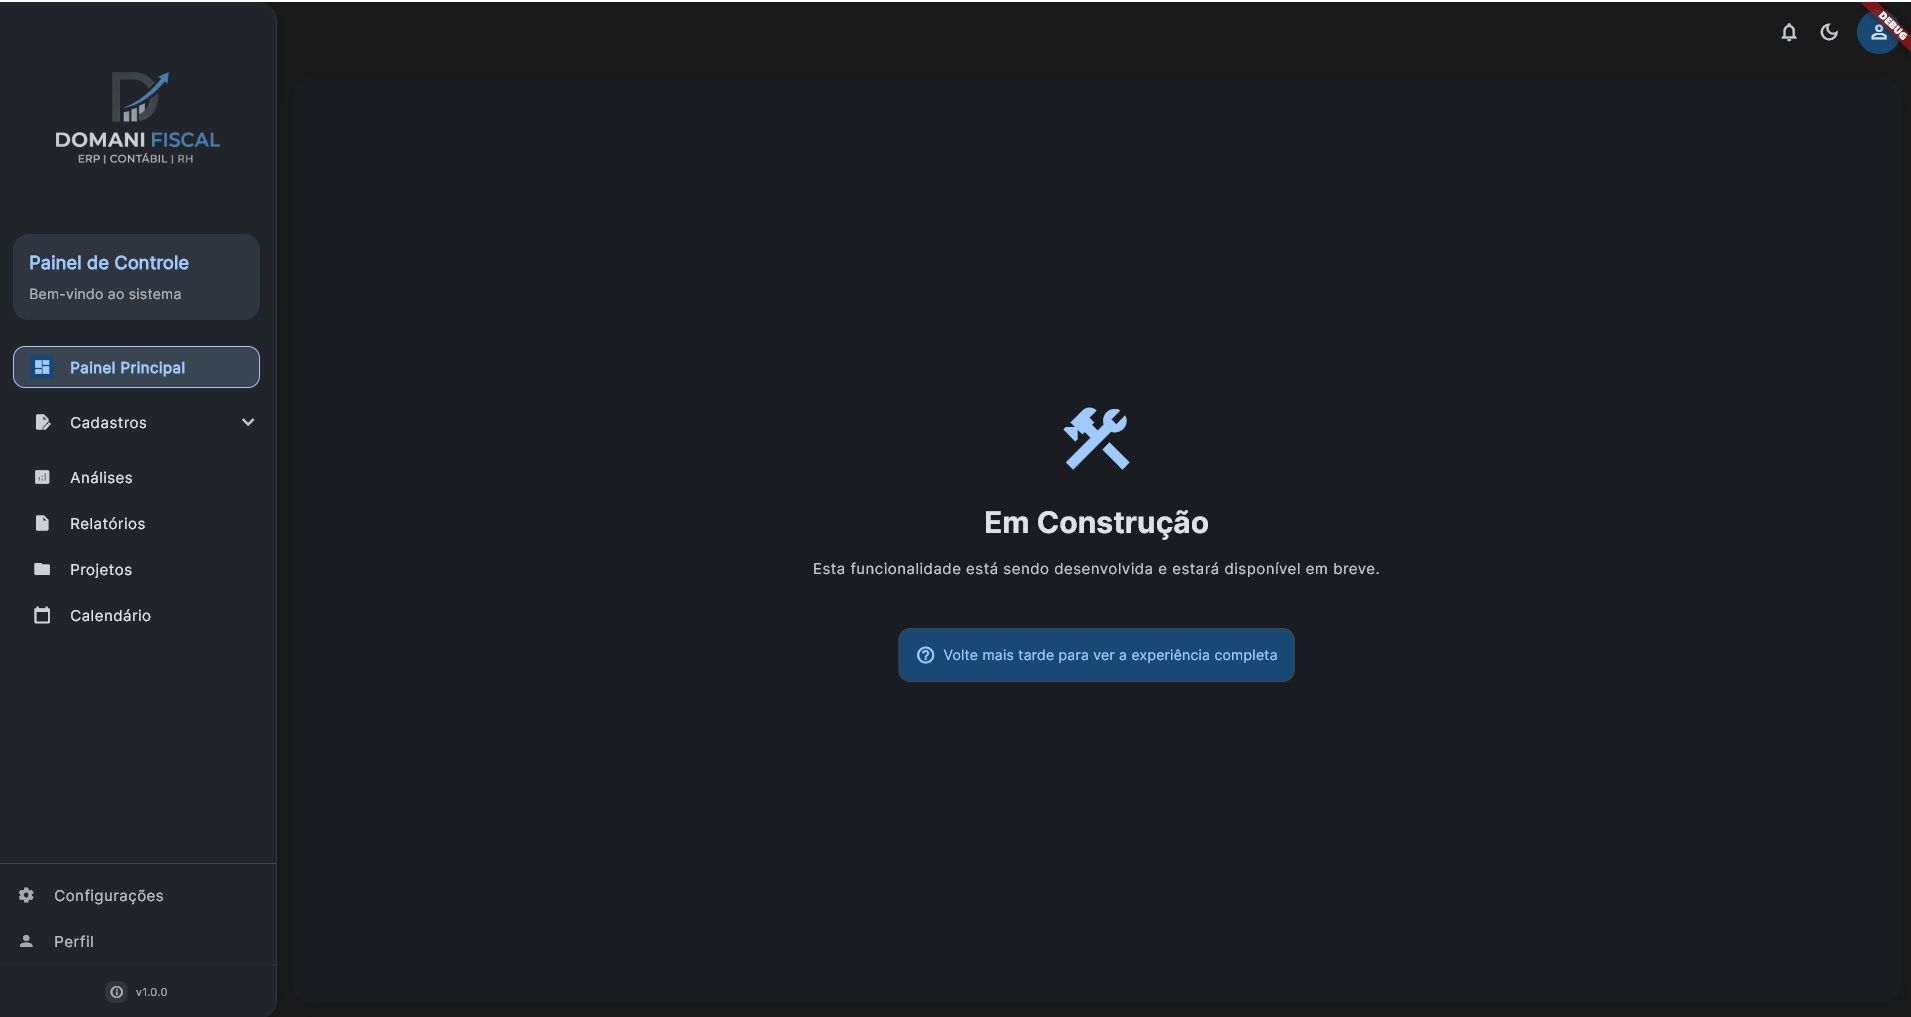 DEBUG
DOMANI FISCAL
ERP | CONTÁBIL | RH
Painel de Controle
Bem-vindo ao sistema
Painel Principal
Cadastros
Análises
Relatórios
Projetos
Calendário
Configurações
Perfil
v1.0.0
Em Construção
Esta funcionalidade está sendo desenvolvida e estará disponível em breve.
Volte mais tarde para ver a experiência completa